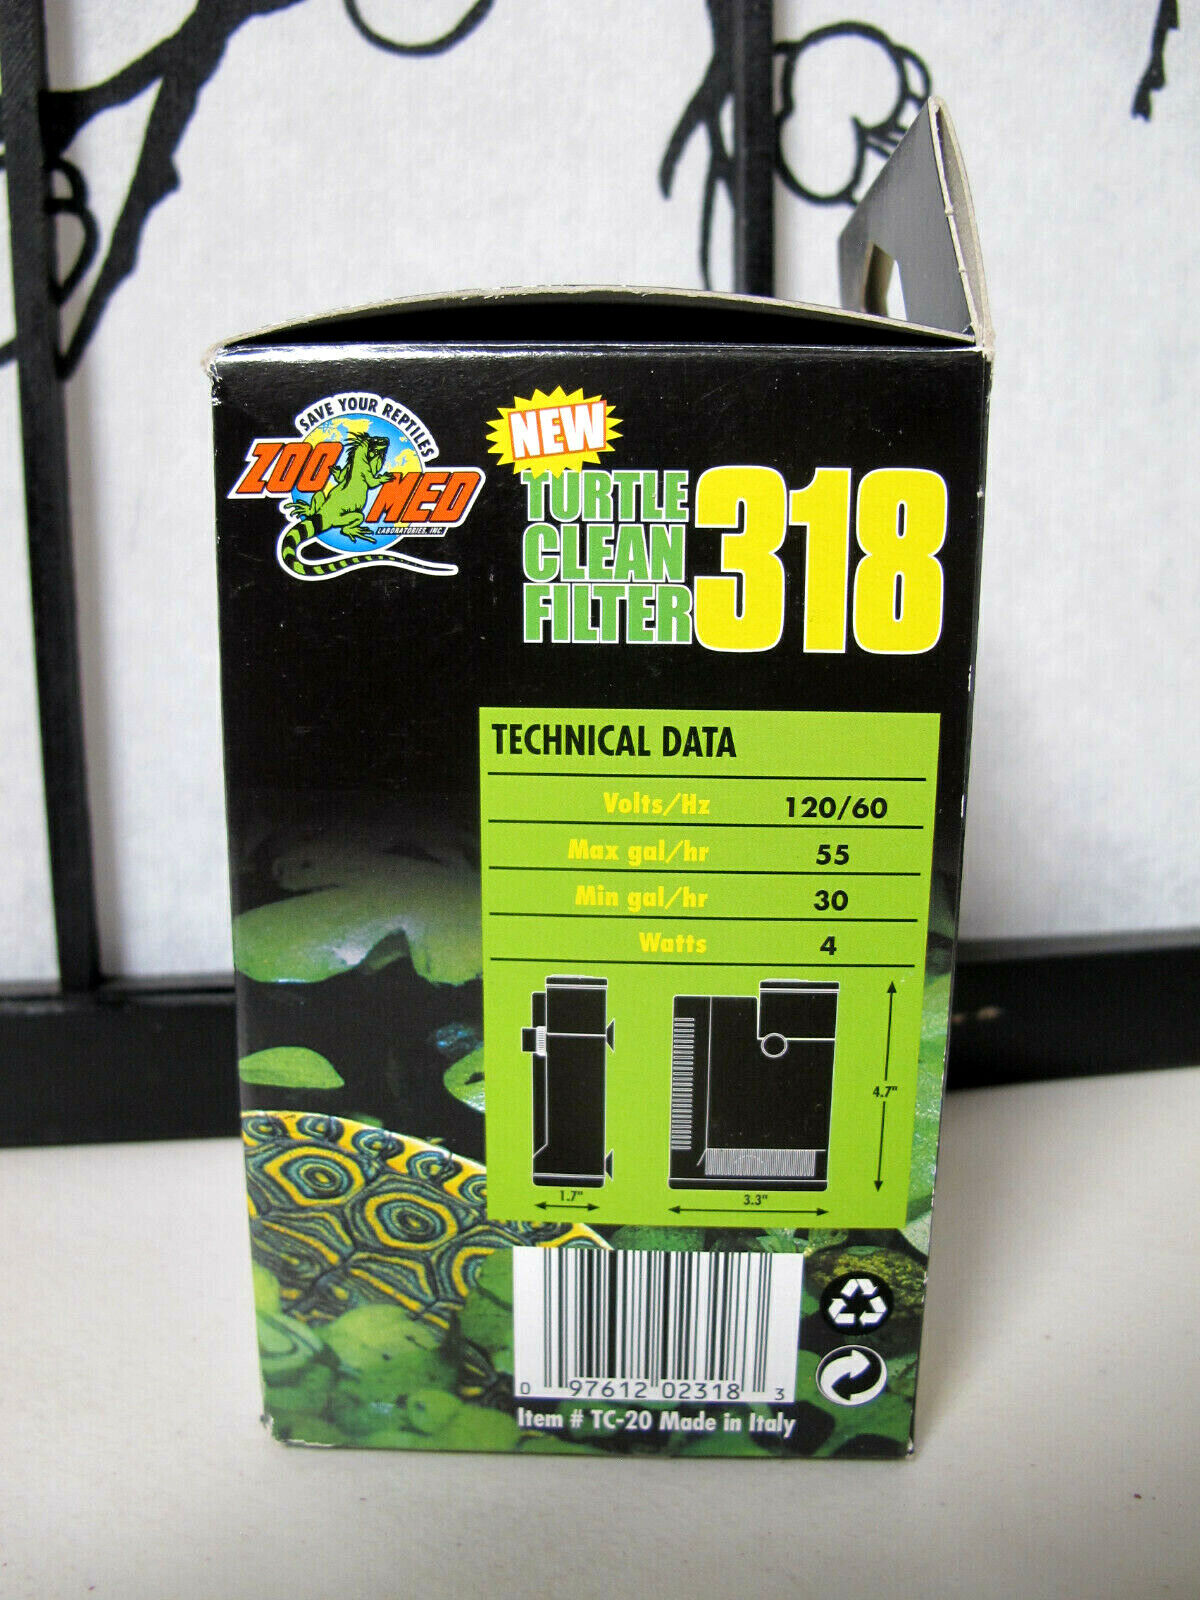 SAVE YOUR REPTILES
ZOO MED
LABORATORIES, INC.
NEW
TURTLE
CLEAN
FILTER
318
TECHNICAL DATA
Volts/Hz 120/60
Max gal/hr 55
Min gal/hr 30
Watts 4
4.7"
1.7" 3.3"
0 97612 02318 3
Item # TC-20 Made in Italy